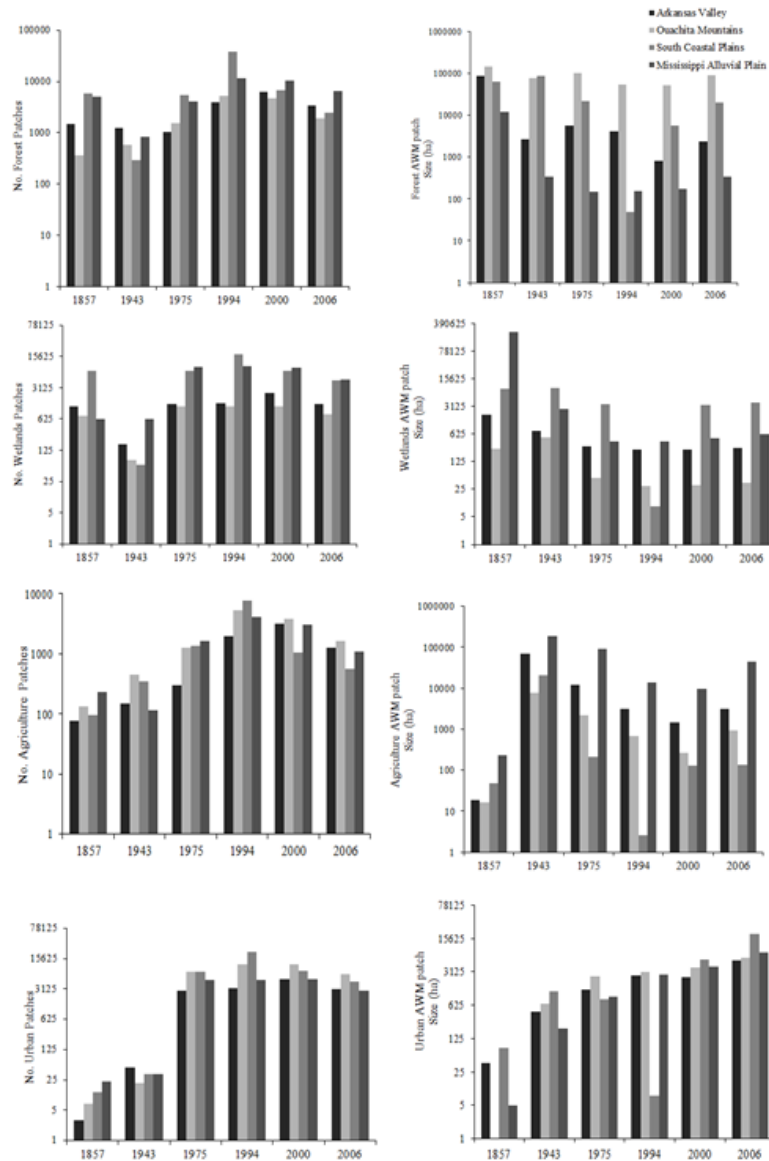 Arkansas Valley
Ouachita Mountains
South Coastal Plains
Mississippi Alluvial Plain
No. Forest Patches
100000
10000
1000
100
10
1
1857 1943 1975 1994 2000 2006
Forest AWM patch
Size (ha)
1000000
100000
10000
1000
100
10
1
1857 1943 1975 1994 2000 2006
No. Wetlands Patches
78125
15625
3125
625
125
25
5
1
1857 1943 1975 1994 2000 2006
Wetlands AWM patch
Size (ha)
390625
78125
15625
3125
625
125
25
5
1
1857 1943 1975 1994 2000 2006
No. Agriculture Patches
10000
1000
100
10
1
1857 1943 1975 1994 2000 2006
Agriculture AWM patch
Size (ha)
1000000
100000
10000
1000
100
10
1
1857 1943 1975 1994 2000 2006
No. Urban Patches
78125
15625
3125
625
125
25
5
1
1857 1943 1975 1994 2000 2006
Urban AWM patch
Size (ha)
78125
15625
3125
625
125
25
5
1
1857 1943 1975 1994 2000 2006